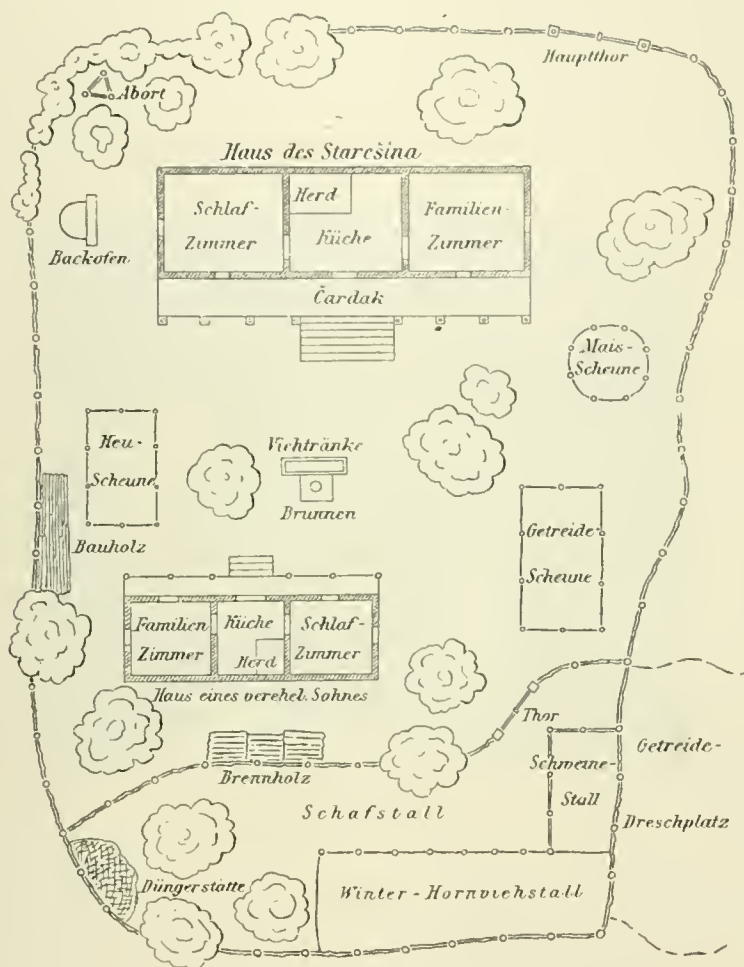 Hauptthor
Abort
Haus des Starešina
Schlaf-
Zimmer
Herd
Küche
Familien-
Zimmer
Čardak
Backofen
Mais-
Scheune
Heu-
Scheune
Viehtränke
Brunnen
Bauholz
Getreide-
Scheune
Familien
Zimmer
Küche
Herd
Schlaf-
Zimmer
Haus eines verehel. Sohnes
Thor
Brennholz
Schweine-
Stall
Getreide-
Dreschplatz
Schafstall
Düngerstätte
Winter-Hornviehstall